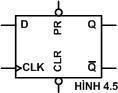 PR
D Q
CLK Q̅
CLR
HÌNH 4.5